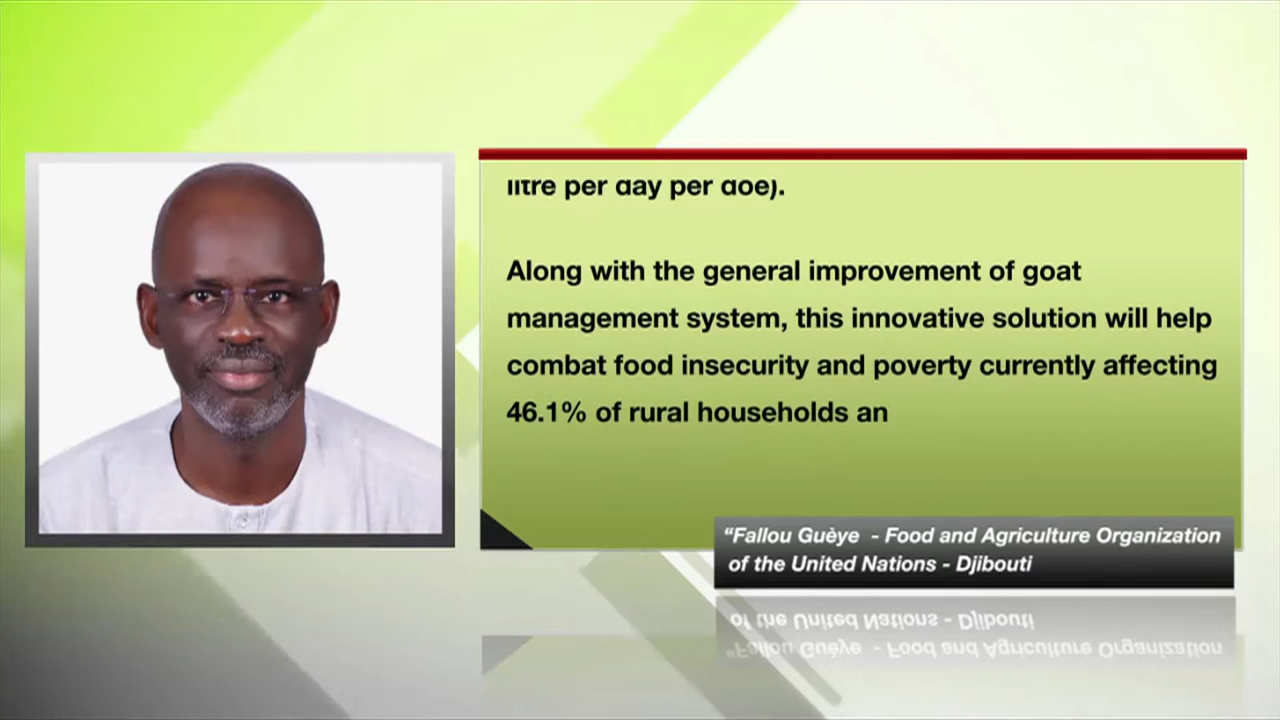 litre per day per doe).
Along with the general improvement of goat
management system, this innovative solution will help
combat food insecurity and poverty currently affecting
46.1% of rural households an
“Fallou Guèye - Food and Agriculture Organization
of the United Nations - Djibouti